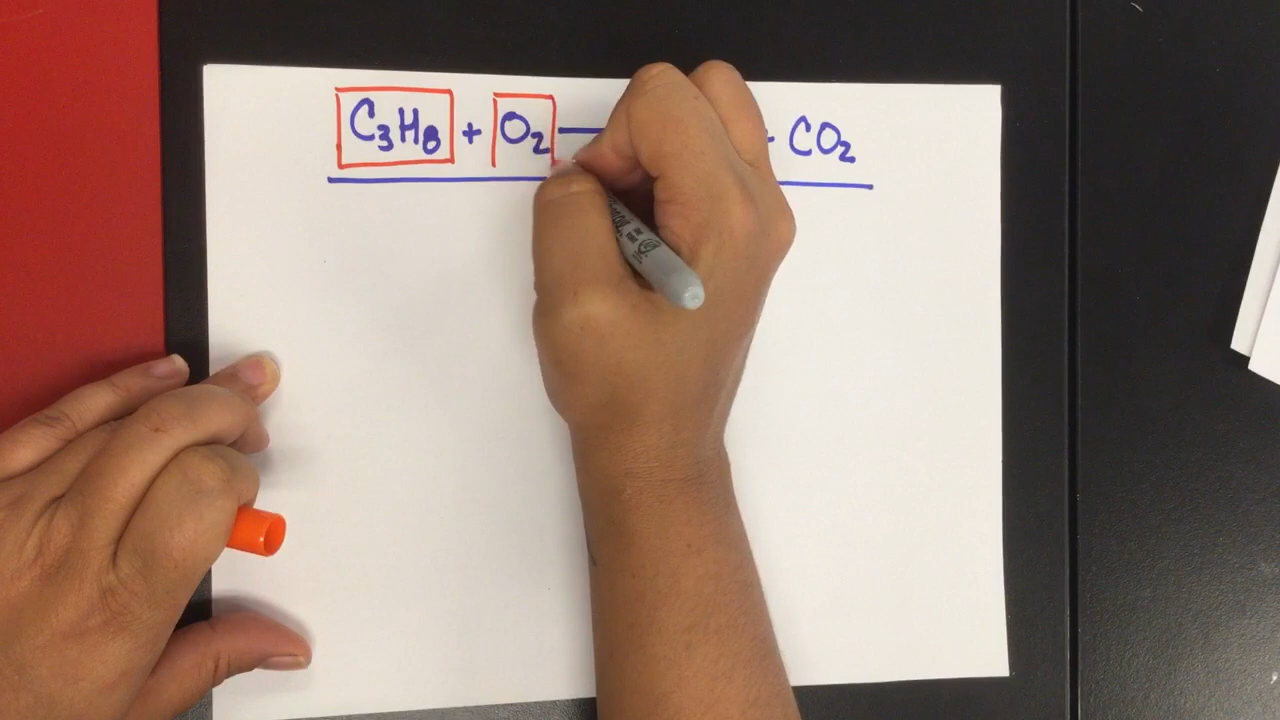 C₃H₈ + O₂ — + CO₂